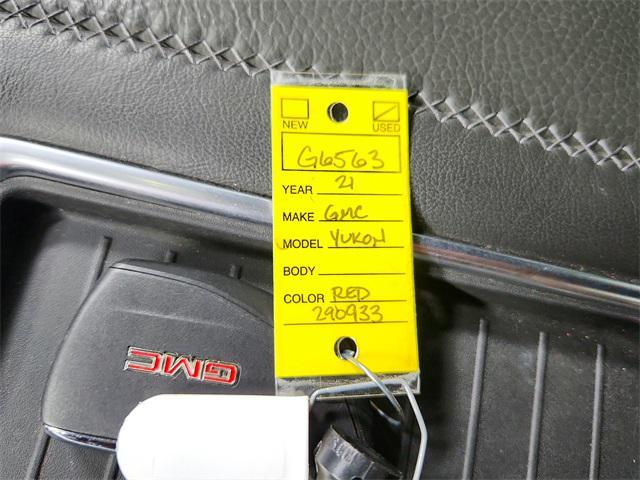 NEW USED
G6563
YEAR 21
MAKE GMC
MODEL YUKON
BODY
COLOR RED
290933
GMC